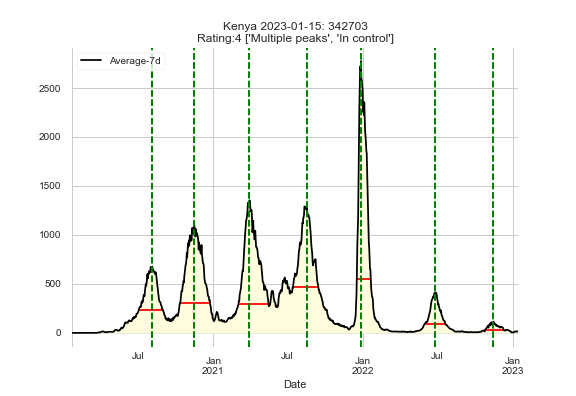 Kenya 2023-01-15: 342703
Rating:4 ['Multiple peaks', 'In control']
Average-7d
2500
2000
1500
1000
500
0
Jul
Jan
2021
Jul
Jan
2022
Jul
Jan
2023
Date